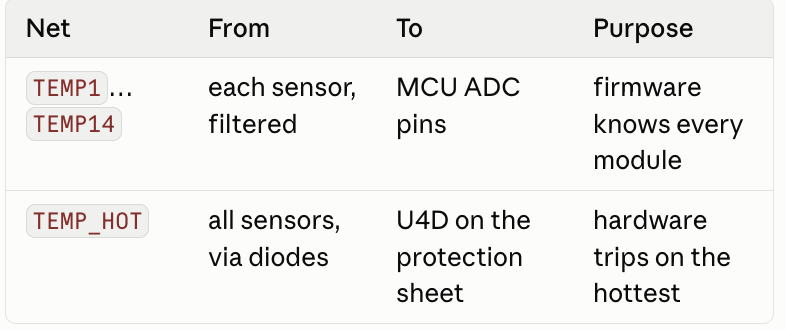 Net From To Purpose
TEMP1... each sensor, MCU ADC firmware
TEMP14 filtered pins knows every
module
TEMP_HOT all sensors, U4D on the hardware
via diodes protection trips on the
sheet hottest